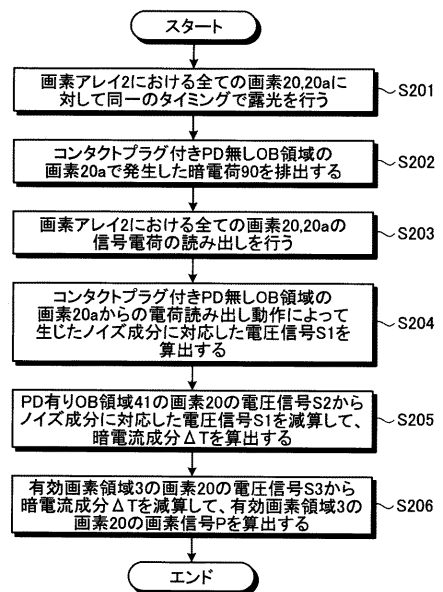 スタート
画素アレイ2における全ての画素20,20aに
対して同一のタイミングで露光を行う
S201
コンタクトプラグ付きPD無しOB領域の
画素20aで発生した暗電荷90を排出する
S202
画素アレイ2における全ての画素20,20aの
信号電荷の読み出しを行う
S203
コンタクトプラグ付きPD無しOB領域の
画素20aからの電荷読み出し動作によって
生じたノイズ成分に対応した電圧信号S1を
算出する
S204
PD有りOB領域41の画素20の電圧信号S2から
ノイズ成分に対応した電圧信号S1を減算して、
暗電流成分ΔTを算出する
S205
有効画素領域3の画素20の電圧信号S3から
暗電流成分ΔTを減算して、有効画素領域3の
画素20の画素信号Pを算出する
S206
エンド